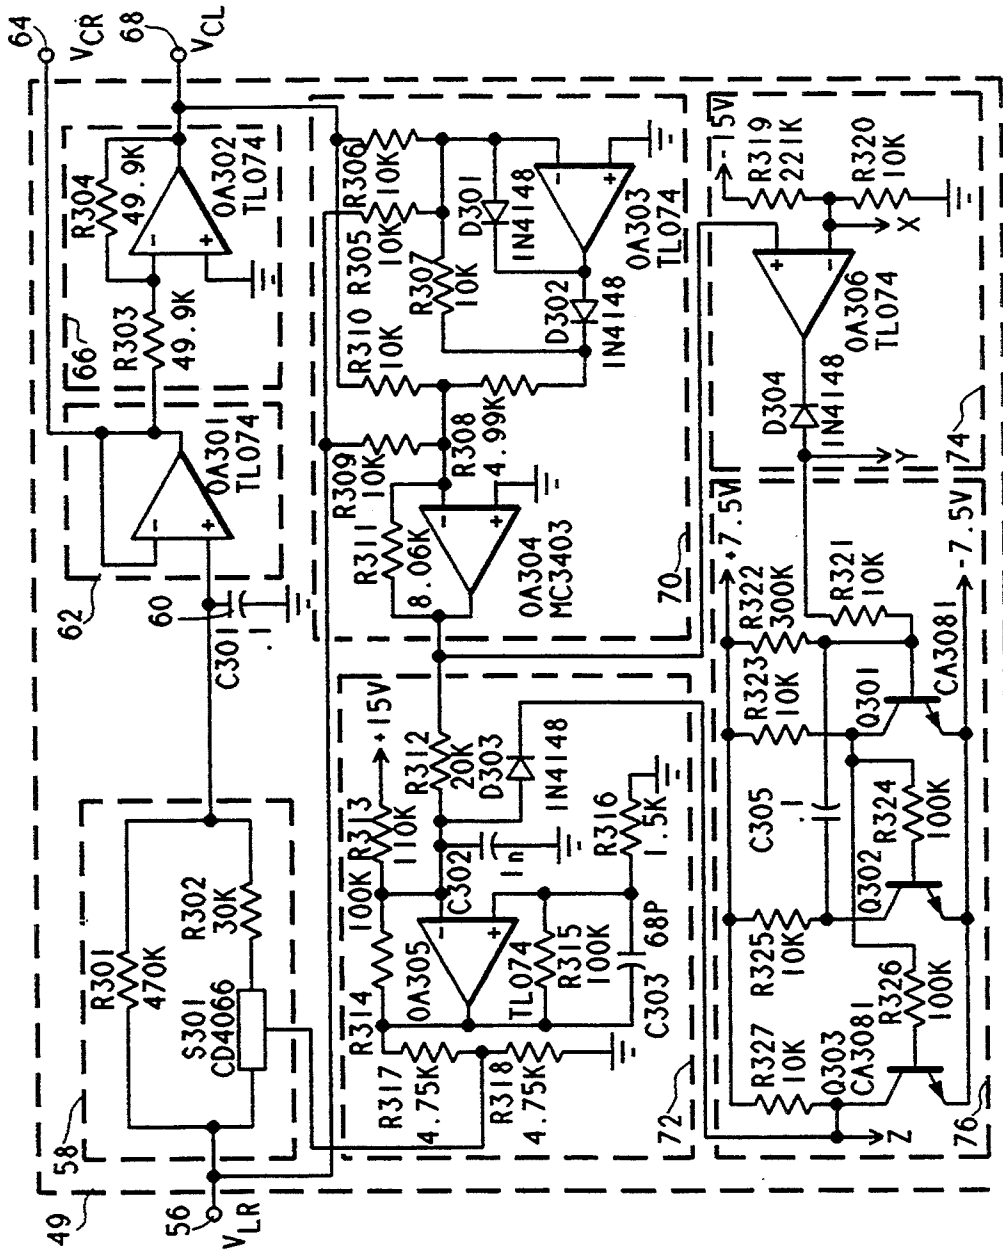 49
56
V_LR
58
R301
470K
S301
CD4066
R302
30K
60
C301
.1
62
-
+
OA301
TL074
66
R303
49.9K
R304
49.9K
-
+
OA302
TL074
64
V_CR
68
V_CL
72
R317
4.75K
R318
4.75K
R314
100K
OA305
TL074
-
+
R315
100K
C303
68P
R313
110K
+15V
C302
1n
R312
20K
D303
IN4148
R316
1.5K
70
R311
8.06K
OA304
MC3403
-
+
R309
10K
R308
4.99K
R310
10K
R305
10K
R306
10K
R307
10K
D301
IN4148
D302
IN4148
-
+
OA303
TL074
76
R327
10K
Q303
CA3081
Z
R326
100K
R325
10K
Q302
R324
100K
C305
.1
R323
10K
R322
300K
Q301
CA3081
R321
10K
+7.5V
-7.5V
74
Y
D304
IN4148
OA306
TL074
+
-
X
-15V
R319
221K
R320
10K